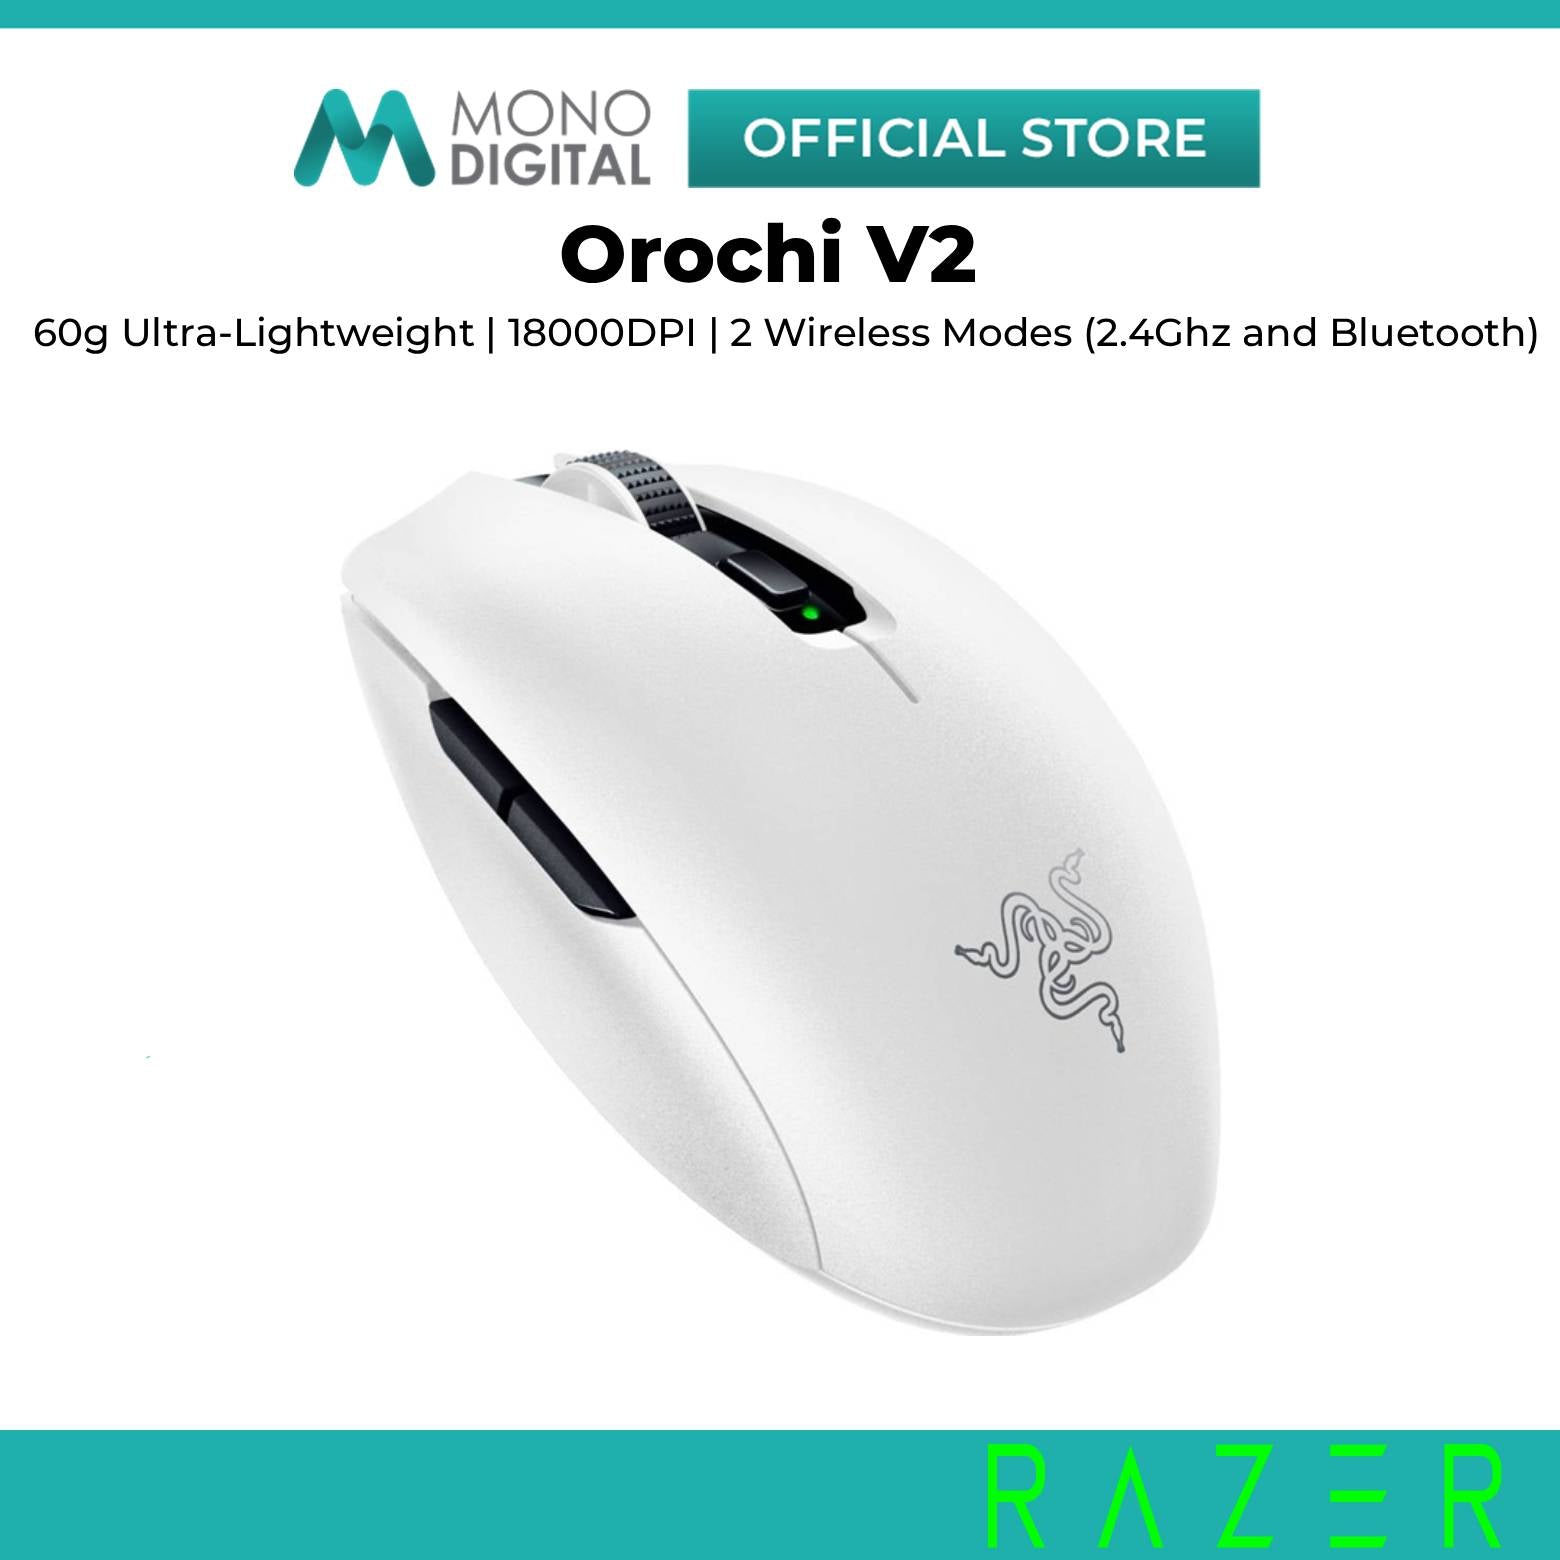 MONO
DIGITAL
OFFICIAL STORE
Orochi V2
60g Ultra-Lightweight | 18000DPI | 2 Wireless Modes (2.4Ghz and Bluetooth)
RAZER